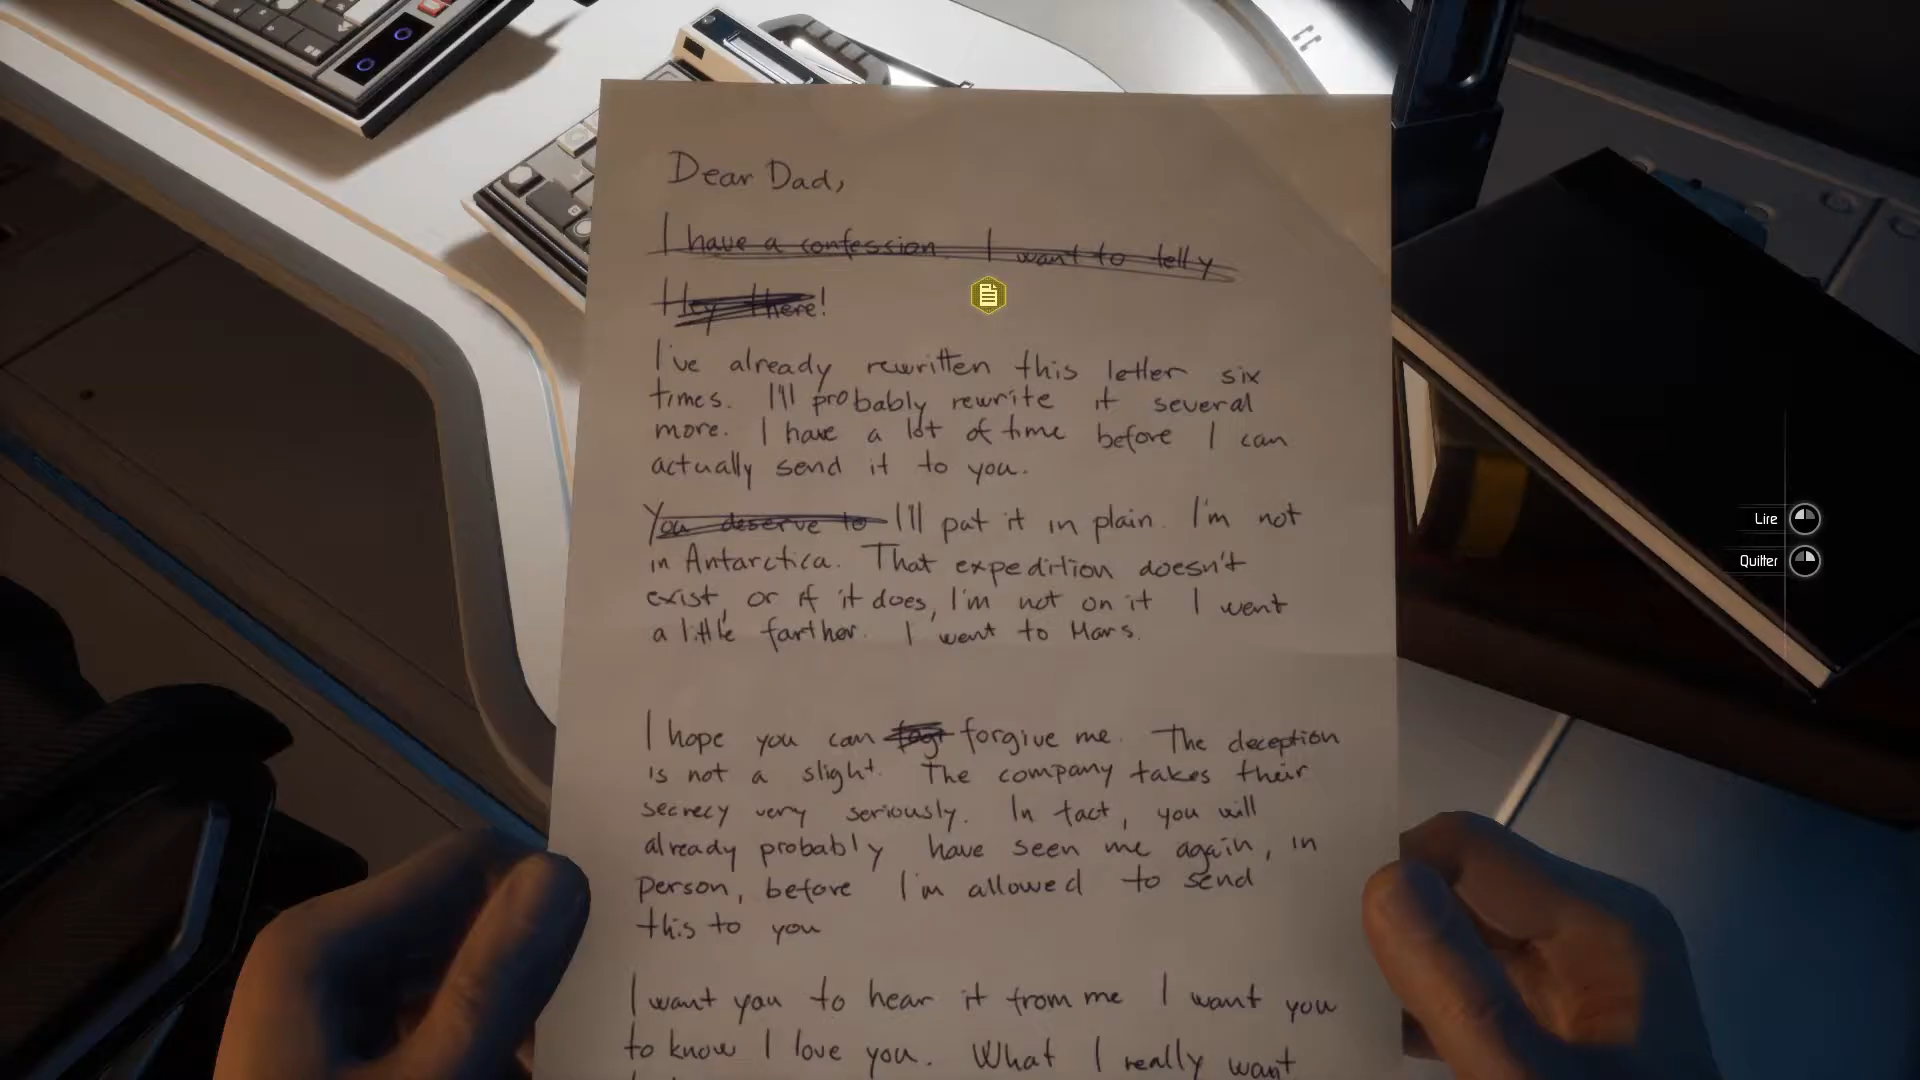 Dear Dad,
I have a confession. I want to tell y
Hey there!
I've already rewritten this letter six
times. I'll probably rewrite it several
more. I have a lot of time before I can
actually send it to you.
You deserve to I'll put it in plain. I'm not
in Antarctica. That expedition doesn't
exist, or if it does, I'm not on it I went
a little farther. I went to Mars.
I hope you can forgive me. The deception
is not a slight. The company takes their
secrecy very seriously. In fact, you will
already probably have seen me again, in
person, before I'm allowed to send
this to you
I want you to hear it from me I want you
to know I love you. What I really want
Lire
Quitter